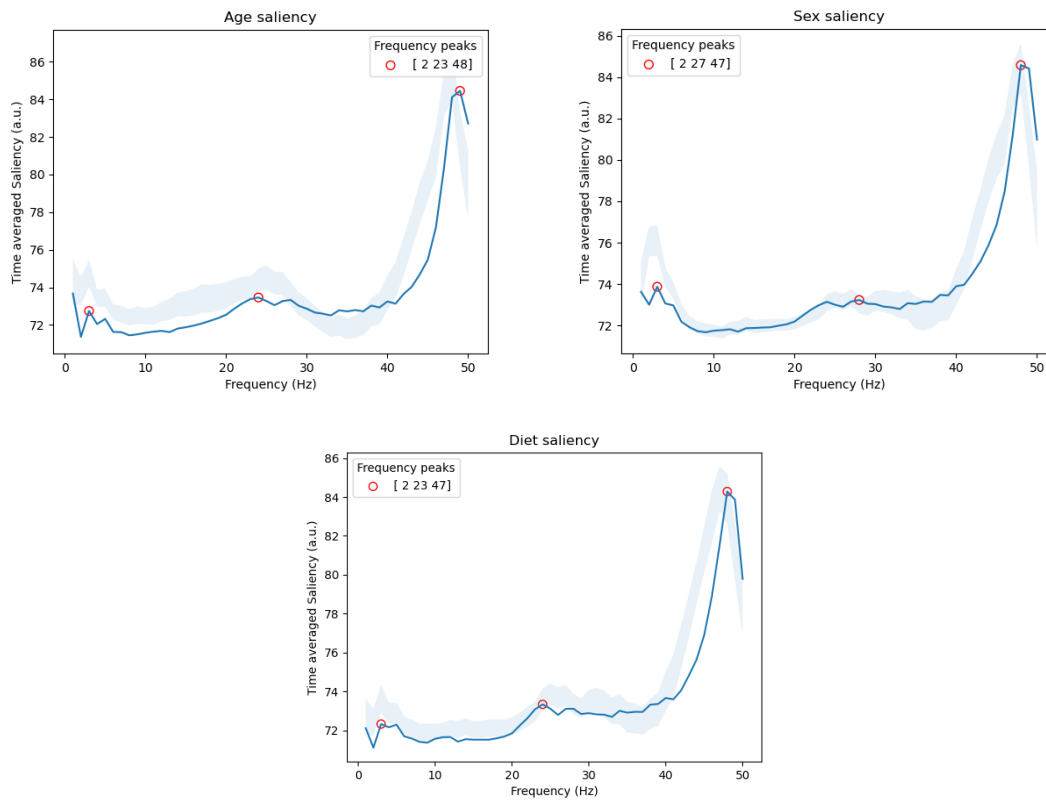 Age saliency
Frequency peaks
[ 2 23 48]
86
84
82
80
78
76
74
72
Time averaged Saliency (a.u.)
0 10 20 30 40 50
Frequency (Hz)
Sex saliency
Frequency peaks
[ 2 27 47]
86
84
82
80
78
76
74
72
Time averaged Saliency (a.u.)
0 10 20 30 40 50
Frequency (Hz)
Diet saliency
Frequency peaks
[ 2 23 47]
86
84
82
80
78
76
74
72
Time averaged Saliency (a.u.)
0 10 20 30 40 50
Frequency (Hz)